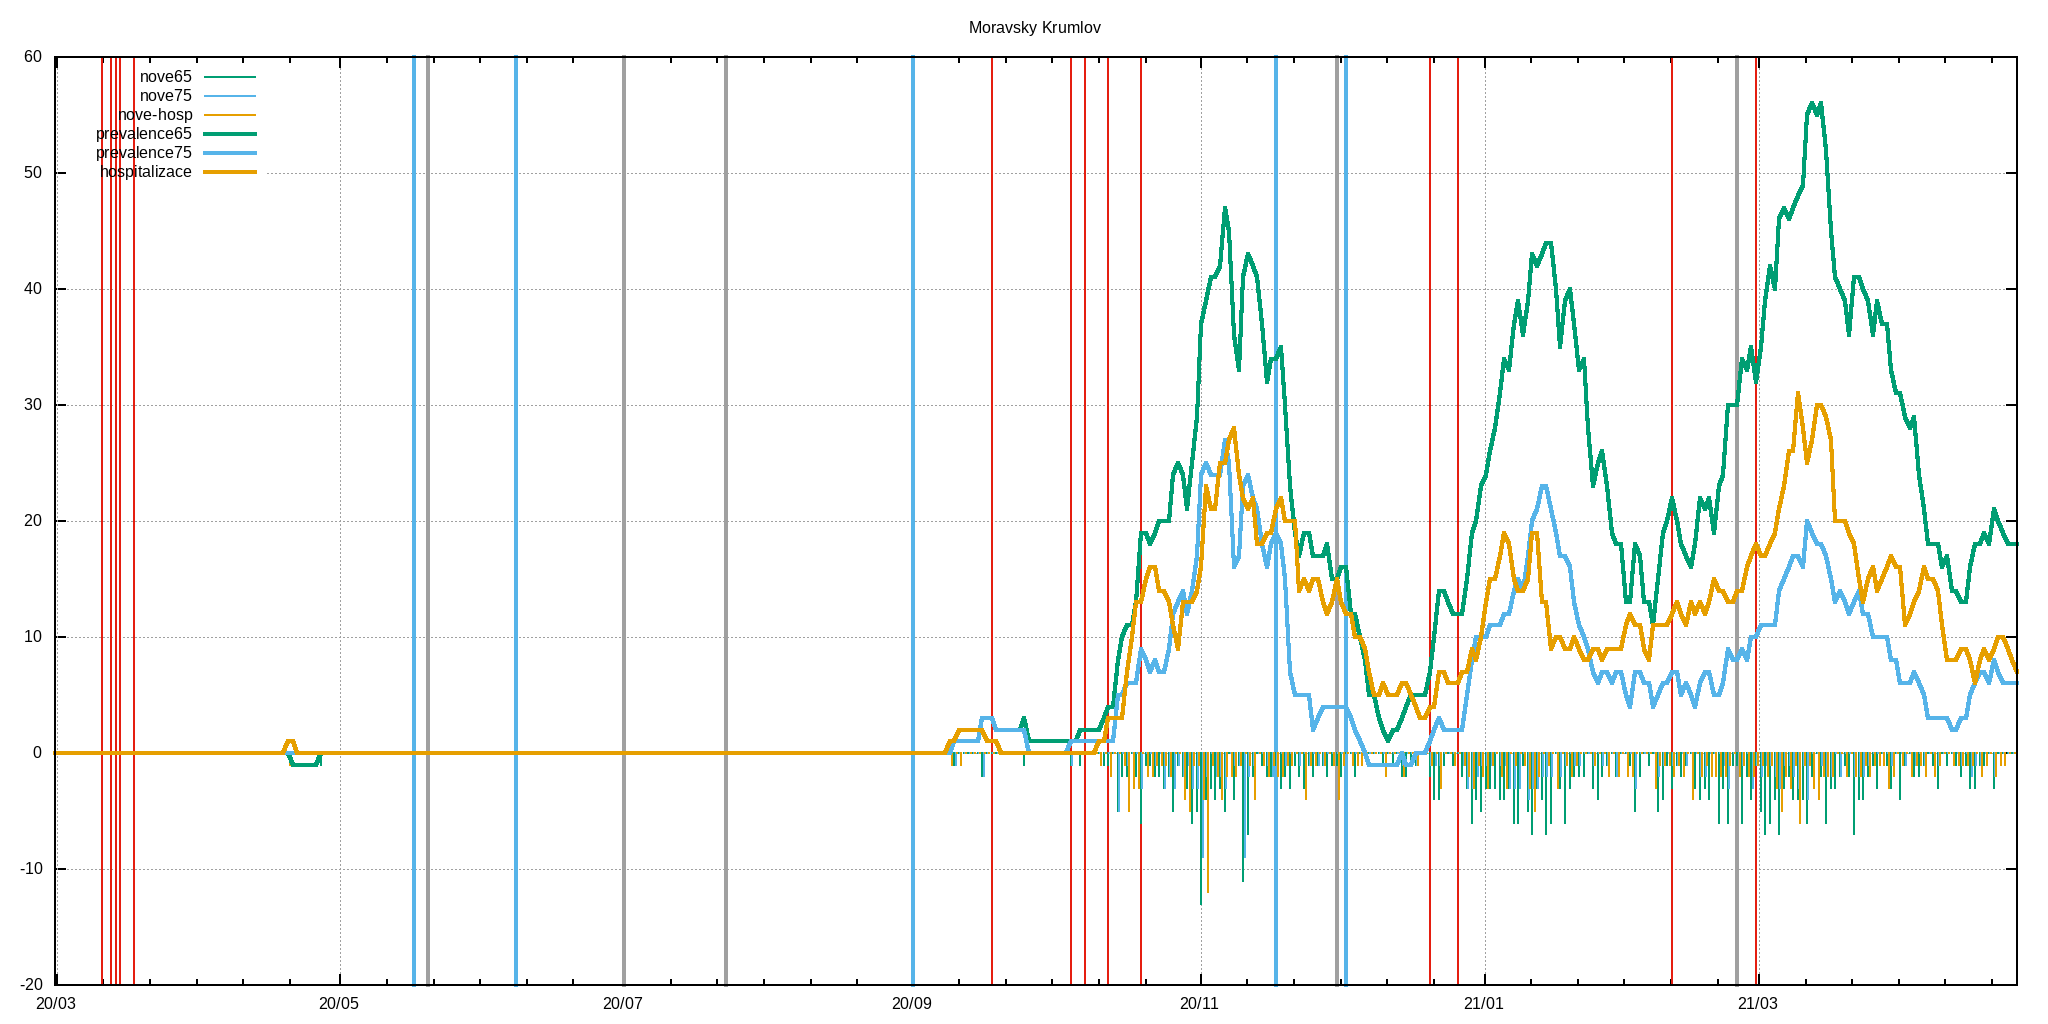 Moravsky Krumlov
60
50
40
30
20
10
0
-10
-20
nove65
nove75
nove-hosp
prevalence65
prevalence75
hospitalizace
20/03 20/05 20/07 20/09 20/11 21/01 21/03